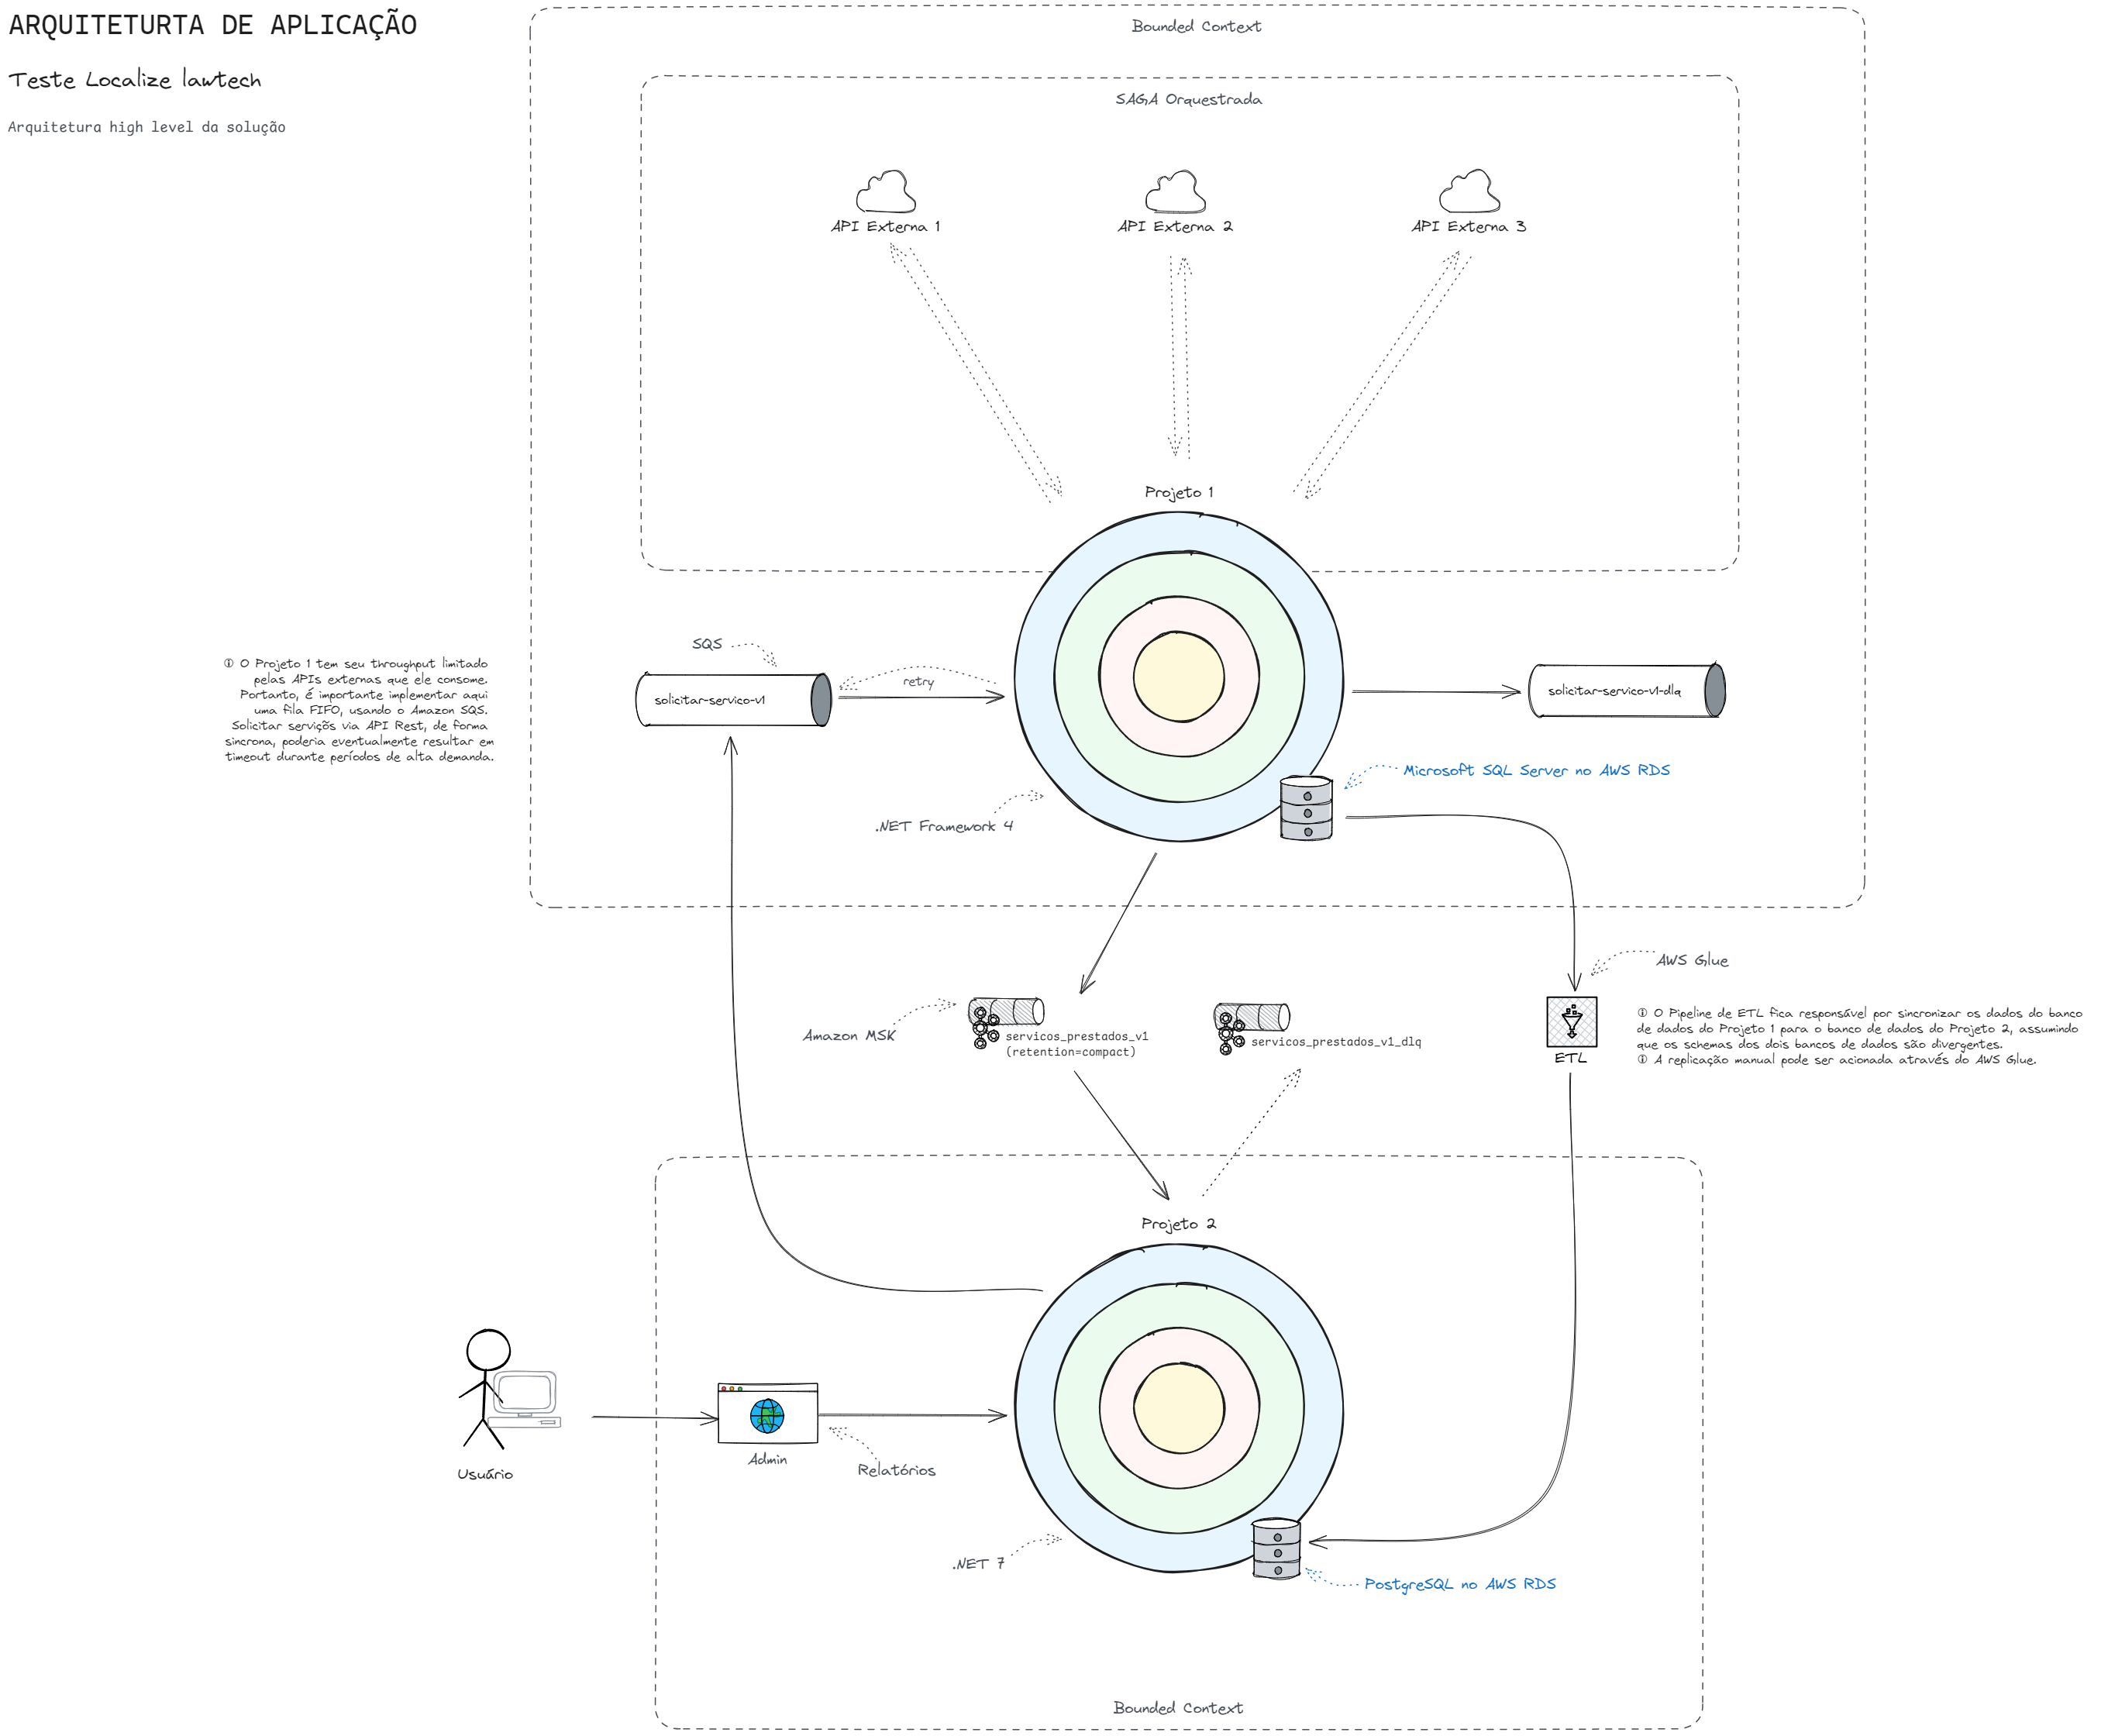 ARQUITETURTA DE APLICAÇÃO
Teste Localize lawtech
Arquitetura high level da solução
Bounded Context
SAGA Orquestrada
API Externa 1
API Externa 2
API Externa 3
Projeto 1
SQS
solicitar-servico-v1
retry
solicitar-servico-v1-dlq
① O Projeto 1 tem seu throughput limitado
pelas APIs externas que ele consome.
Portanto, é importante implementar aqui
uma fila FIFO, usando o Amazon SQS.
Solicitar serviçõs via API Rest, de forma
sincrona, poderia eventualmente resultar em
timeout durante períodos de alta demanda.
Microsoft SQL Server no AWS RDS
.NET Framework 4
AWS Glue
Amazon MSK
servicos_prestados_v1
(retention=compact)
servicos_prestados_v1_dlq
ETL
① O Pipeline de ETL fica responsável por sincronizar os dados do banco
de dados do Projeto 1 para o banco de dados do Projeto 2, assumindo
que os schemas dos dois bancos de dados são divergentes.
① A replicação manual pode ser acionada através do AWS Glue.
Projeto 2
Usuário
Admin
Relatórios
.NET 7
PostgreSQL no AWS RDS
Bounded Context